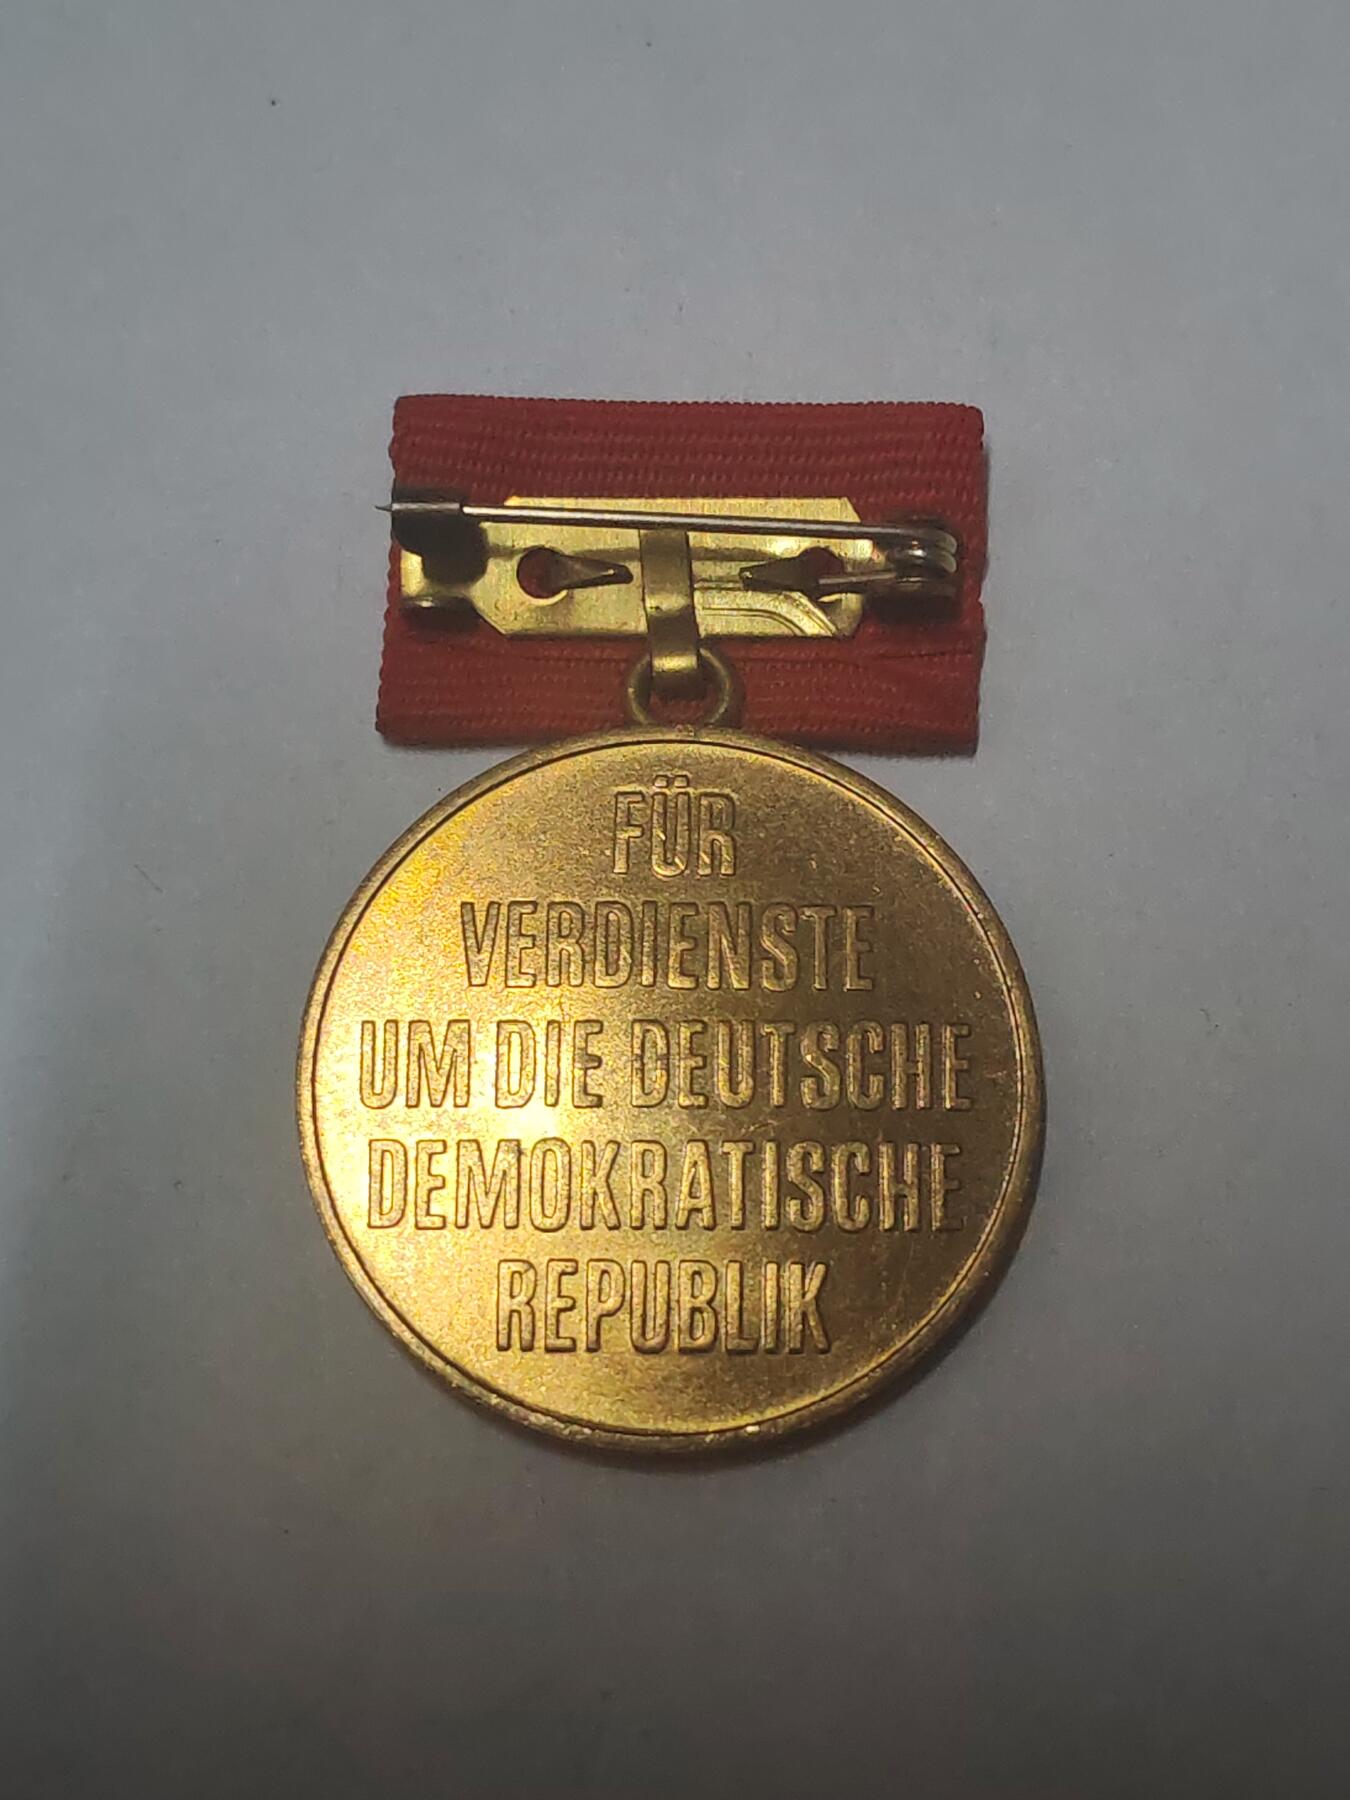 FÜR
VERDIENSTE
UM DIE DEUTSCHE
DEMOKRATISCHE
REPUBLIK